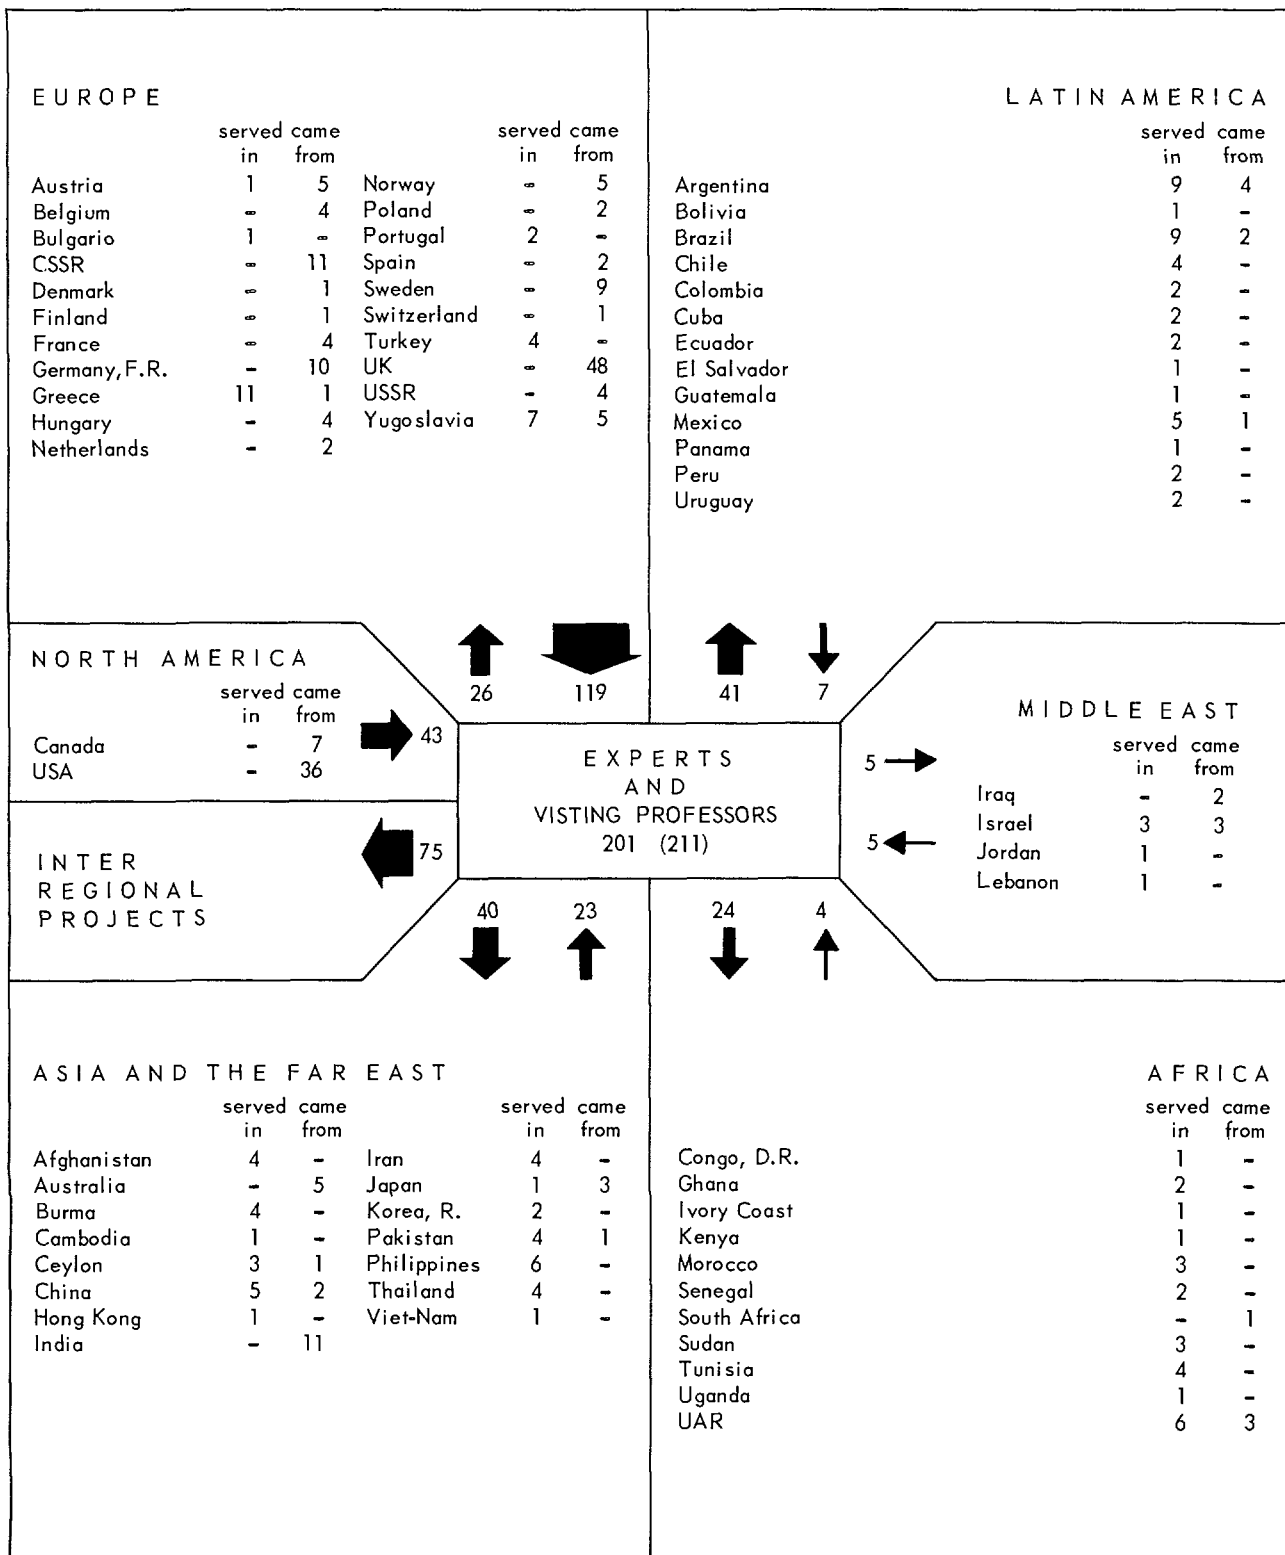 EUROPE
served came served came
in from in from
Austria 1 5 Norway - 5
Belgium - 4 Poland - 2
Bulgario 1 - Portugal 2 -
CSSR - 11 Spain - 2
Denmark - 1 Sweden - 9
Finland - 1 Switzerland - 1
France - 4 Turkey 4 -
Germany, F.R. - 10 UK - 48
Greece 11 1 USSR - 4
Hungary - 4 Yugoslavia 7 5
Netherlands - 2
LATIN AMERICA
served came
in from
Argentina 9 4
Bolivia 1 -
Brazil 9 2
Chile 4 -
Colombia 2 -
Cuba 2 -
Ecuador 2 -
El Salvador 1 -
Guatemala 1 -
Mexico 5 1
Panama 1 -
Peru 2 -
Uruguay 2 -
26 119 41 7
NORTH AMERICA
served came
in from
Canada - 7
USA - 36
43
EXPERTS
AND
VISTING PROFESSORS
201 (211)
MIDDLE EAST
served came
in from
Iraq - 2
Israel 3 3
Jordan 1 -
Lebanon 1 -
5
5
INTER
REGIONAL
PROJECTS
75
40 23 24 4
ASIA AND THE FAR EAST
served came served came
in from in from
Afghanistan 4 - Iran 4 -
Australia - 5 Japan 1 3
Burma 4 - Korea, R. 2 -
Cambodia 1 - Pakistan 4 1
Ceylon 3 1 Philippines 6 -
China 5 2 Thailand 4 -
Hong Kong 1 - Viet-Nam 1 -
India - 11
AFRICA
served came
in from
Congo, D.R. 1 -
Ghana 2 -
Ivory Coast 1 -
Kenya 1 -
Morocco 3 -
Senegal 2 -
South Africa - 1
Sudan 3 -
Tunisia 4 -
Uganda 1 -
UAR 6 3